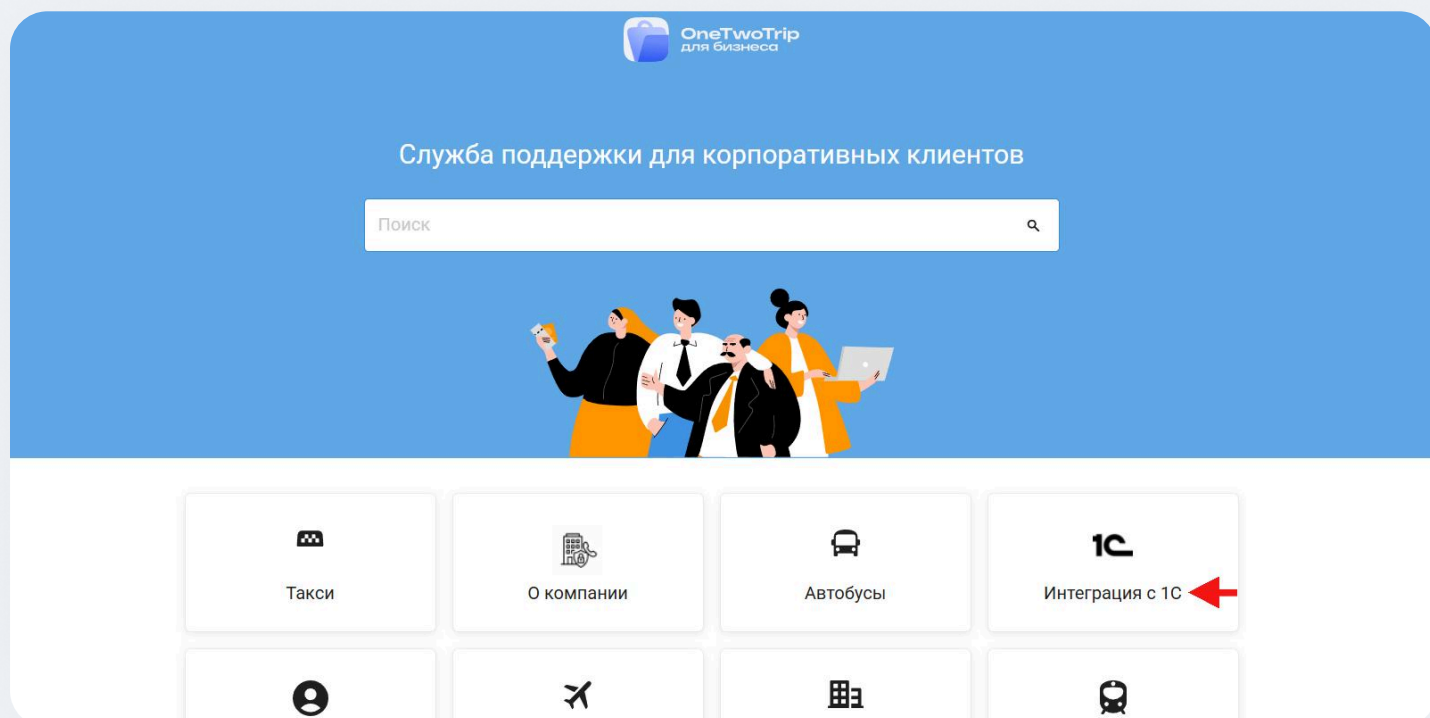 OneTwoTrip
для бизнеса
Служба поддержки для корпоративных клиентов
Поиск
1С
Такси
О компании
Автобусы
Интеграция с 1С